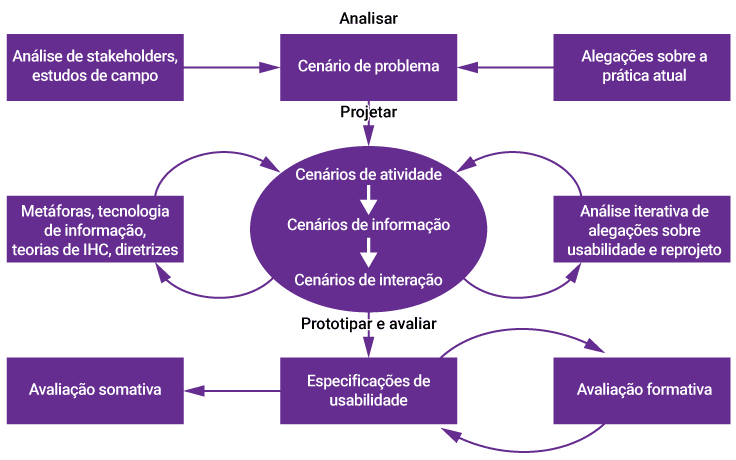 Analisar
Análise de stakeholders,
estudos de campo
Cenário de problema
Alegações sobre a
prática atual
Projetar
Cenários de atividade
Cenários de informação
Cenários de interação
Metáforas, tecnologia
de informação,
teorias de IHC, diretrizes
Análise iterativa de
alegações sobre
usabilidade e reprojeto
Prototipar e avaliar
Avaliação somativa
Especificações de
usabilidade
Avaliação formativa